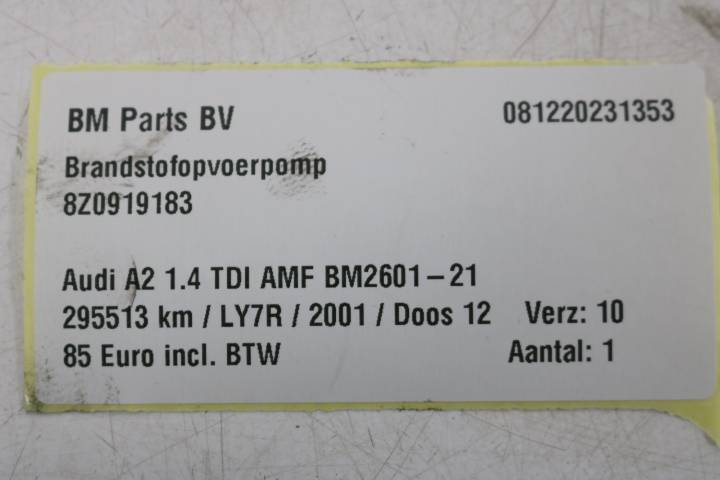 BM Parts BV 081220231353
Brandstofopvoerpomp
8Z0919183
Audi A2 1.4 TDI AMF BM2601-21
295513 km / LY7R / 2001 / Doos 12 Verz: 10
85 Euro incl. BTW Aantal: 1